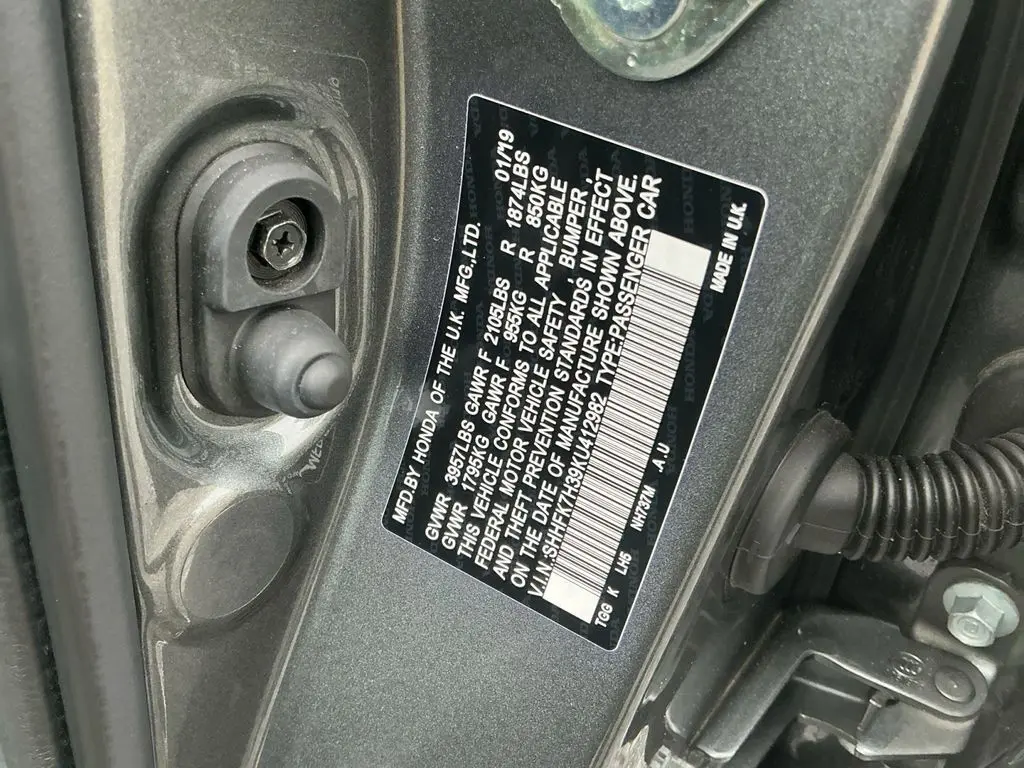 MFD.BY HONDA OF THE U.K. MFG.,LTD. 01/19
GVWR 3957LBS GAWR F 2105LBS R 1874LBS
GVWR 1795KG GAWR F 955KG R 850KG
THIS VEHICLE CONFORMS TO ALL APPLICABLE
FEDERAL MOTOR VEHICLE SAFETY , BUMPER ,
AND THEFT PREVENTION STANDARDS IN EFFECT
ON THE DATE OF MANUFACTURE SHOWN ABOVE.
V.I.N:SHHFK7H39KU412982 TYPE:PASSENGER CAR
TGG K LH5 NH737M A.U MADE IN U.K.
HONDA